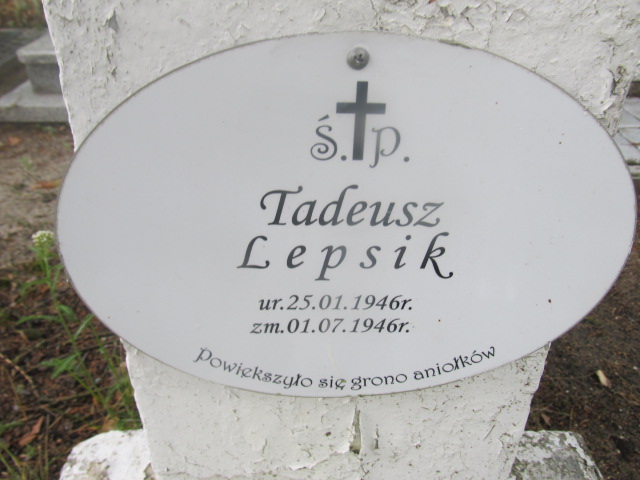 ś. p.
Tadeusz
Lepsik
ur.25.01.1946r.
zm.01.07.1946r.
Powiększyło się grono aniołków